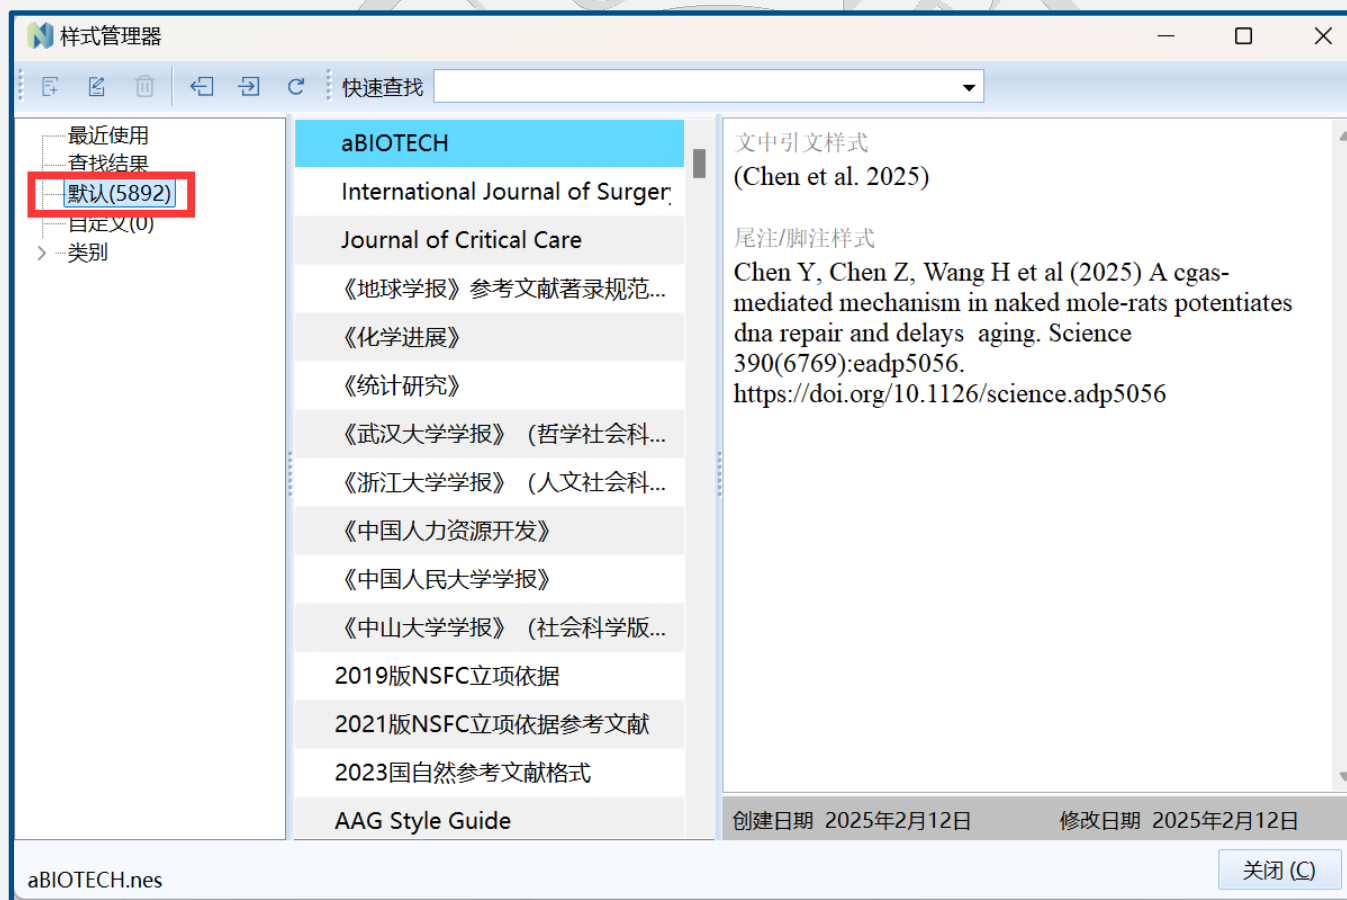 样式管理器
快速查找
最近使用
查找结果
默认(5892)
自定义(0)
类别
aBIOTECH
International Journal of Surger
Journal of Critical Care
《地球学报》参考文献著录规范...
《化学进展》
《统计研究》
《武汉大学学报》（哲学社会科...
《浙江大学学报》（人文社会科...
《中国人力资源开发》
《中国人民大学学报》
《中山大学学报》（社会科学版...
2019版NSFC立项依据
2021版NSFC立项依据参考文献
2023国自然参考文献格式
AAG Style Guide
文中引文样式
(Chen et al. 2025)
尾注/脚注样式
Chen Y, Chen Z, Wang H et al (2025) A cgas-
mediated mechanism in naked mole-rats potentiates
dna repair and delays  aging. Science
390(6769):eadp5056.
https://doi.org/10.1126/science.adp5056
创建日期 2025年2月12日 修改日期 2025年2月12日
aBIOTECH.nes
关闭 (C)